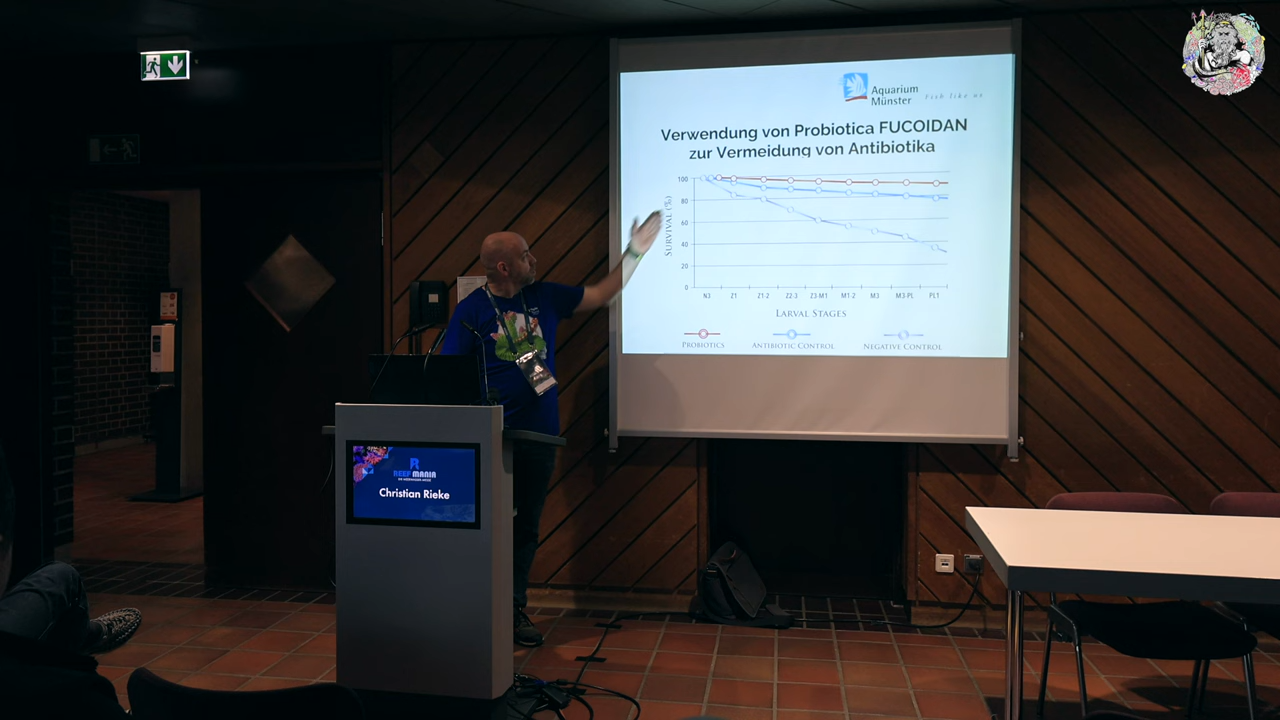 Aquarium
Münster
Fish like us
Verwendung von Probiotica FUCOIDAN
zur Vermeidung von Antibiotika
SURVIVAL (%)
100
80
60
40
20
0
N3 Z1 Z1-2 Z2-3 Z3-M1 M1-2 M3 M3-PL PL1
LARVAL STAGES
PROBIOTICS ANTIBIOTIC CONTROL NEGATIVE CONTROL
REEF MANIA
Christian Rieke